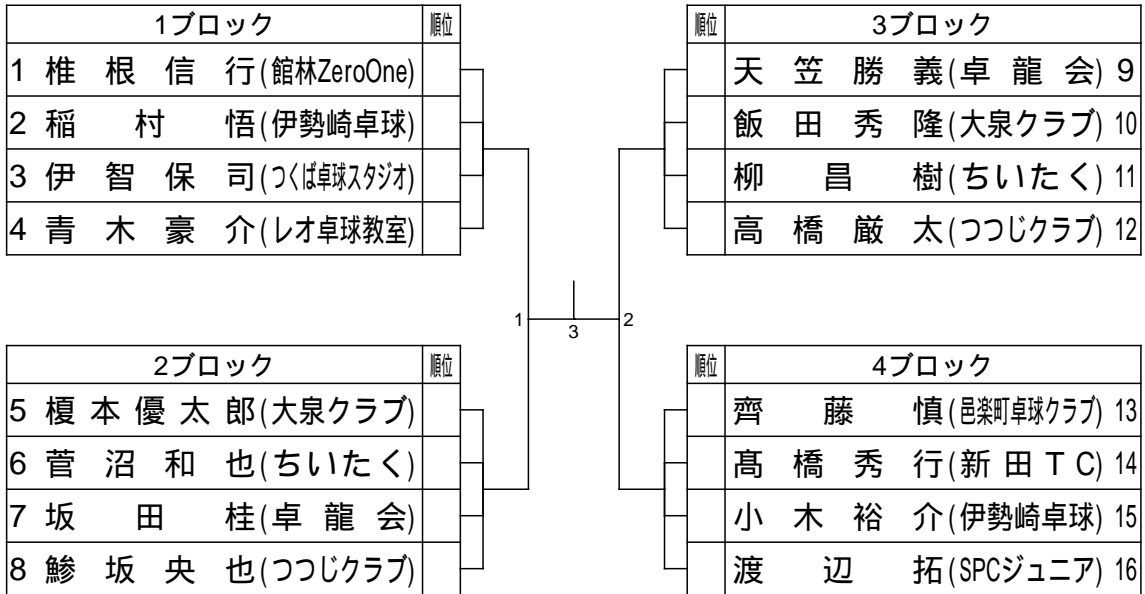 1ブロック 順位
1 椎根信行(館林ZeroOne)
2 稲村悟(伊勢崎卓球)
3 伊智保司(つくば卓球スタジオ)
4 青木豪介(レオ卓球教室)
順位 3ブロック
天笠勝義(卓龍会) 9
飯田秀隆(大泉クラブ) 10
柳昌樹(ちいたく) 11
高橋厳太(つつじクラブ) 12
1
3
2
2ブロック 順位
5 榎本優太郎(大泉クラブ)
6 菅沼和也(ちいたく)
7 坂田桂(卓龍会)
8 鯵坂央也(つつじクラブ)
順位 4ブロック
齊藤慎(邑楽町卓球クラブ) 13
髙橋秀行(新田TC) 14
小木裕介(伊勢崎卓球) 15
渡辺拓(SPCジュニア) 16